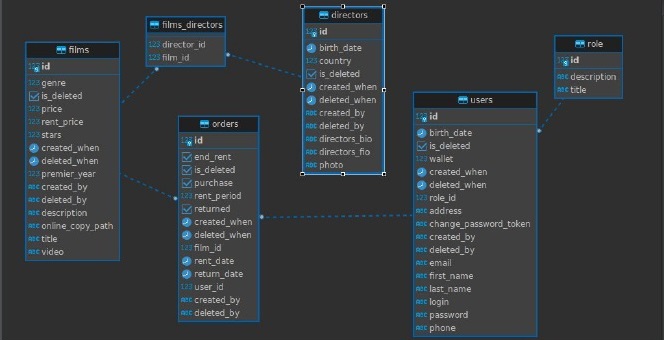 films
id
genre
is_deleted
price
rent_price
stars
created_when
deleted_when
premier_year
created_by
deleted_by
description
online_copy_path
title
video
films_directors
director_id
film_id
orders
id
end_rent
is_deleted
purchase
rent_period
returned
created_when
deleted_when
film_id
rent_date
return_date
user_id
created_by
deleted_by
directors
id
birth_date
country
is_deleted
created_when
deleted_when
created_by
deleted_by
directors_bio
directors_fio
photo
users
id
birth_date
is_deleted
wallet
created_when
deleted_when
role_id
address
change_password_token
created_by
deleted_by
email
first_name
last_name
login
password
phone
role
id
description
title